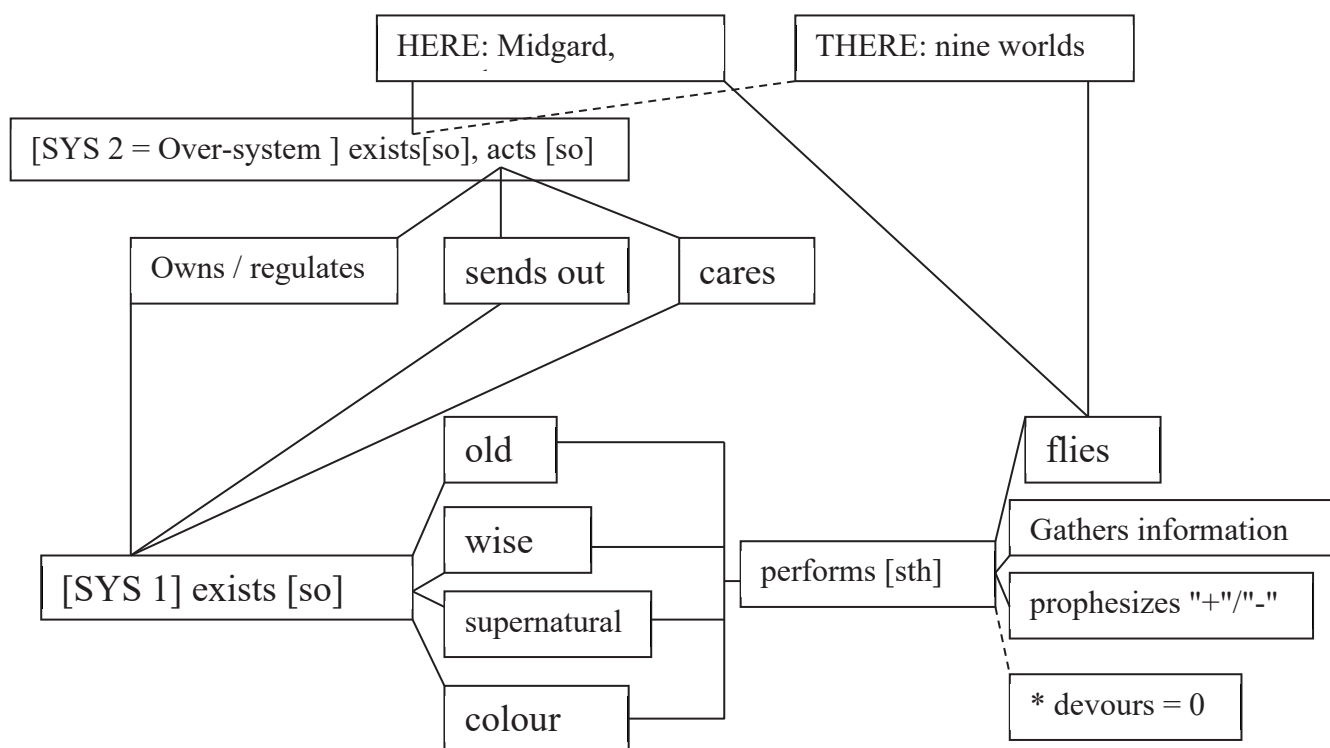 HERE: Midgard,
THERE: nine worlds
[SYS 2 = Over-system ] exists[so], acts [so]
Owns / regulates
sends out
cares
old
flies
wise
Gathers information
[SYS 1] exists [so]
performs [sth]
prophesizes "+"/"-"
supernatural
colour
* devours = 0